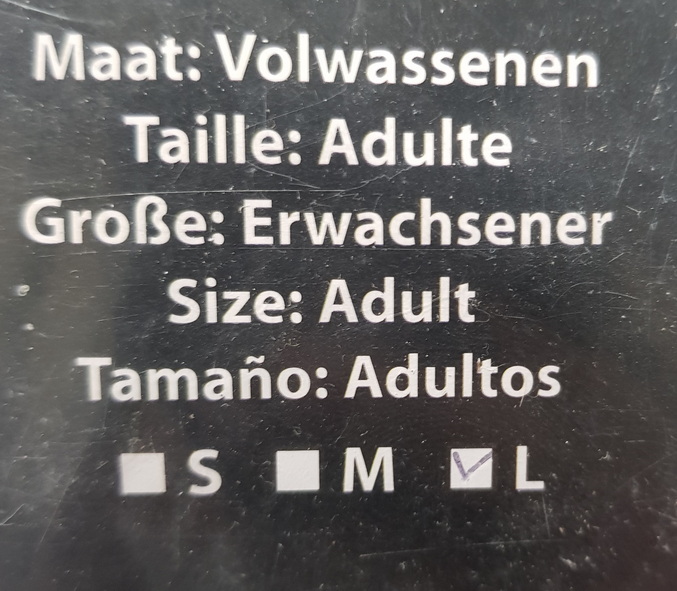 Maat: Volwassenen
Taille: Adulte
Große: Erwachsener
Size: Adult
Tamaño: Adultos
S M L